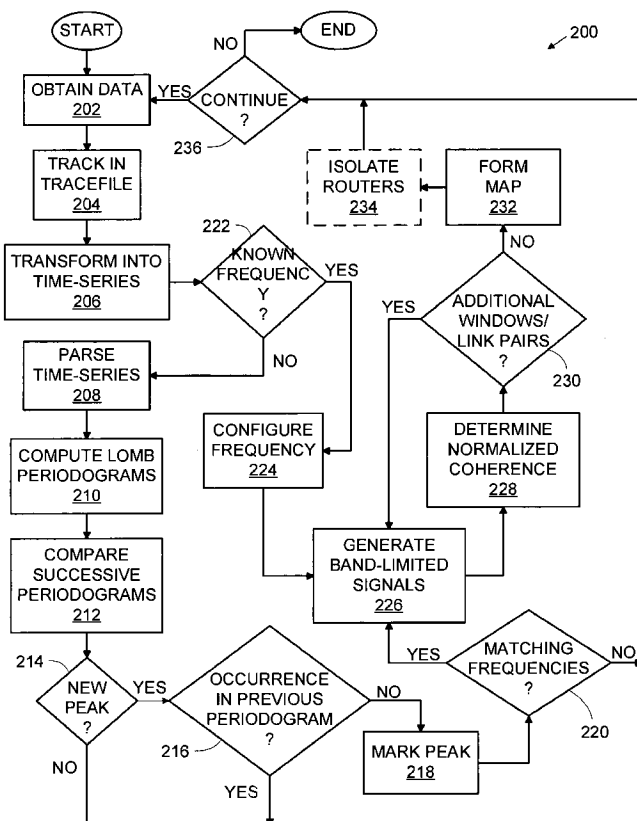 START
NO
END
200
OBTAIN DATA
202
YES
CONTINUE
?
236
TRACK IN
TRACEFILE
204
ISOLATE
ROUTERS
234
FORM
MAP
232
NO
TRANSFORM INTO
TIME-SERIES
206
222
KNOWN
FREQUENC
Y
?
YES
NO
YES
ADDITIONAL
WINDOWS/
LINK PAIRS
?
230
PARSE
TIME-SERIES
208
CONFIGURE
FREQUENCY
224
DETERMINE
NORMALIZED
COHERENCE
228
COMPUTE LOMB
PERIODOGRAMS
210
COMPARE
SUCCESSIVE
PERIODOGRAMS
212
GENERATE
BAND-LIMITED
SIGNALS
226
214
NEW
PEAK
?
YES
NO
OCCURRENCE
IN PREVIOUS
PERIODOGRAM
?
216
NO
YES
MARK PEAK
218
YES
MATCHING
FREQUENCIES
?
NO
220